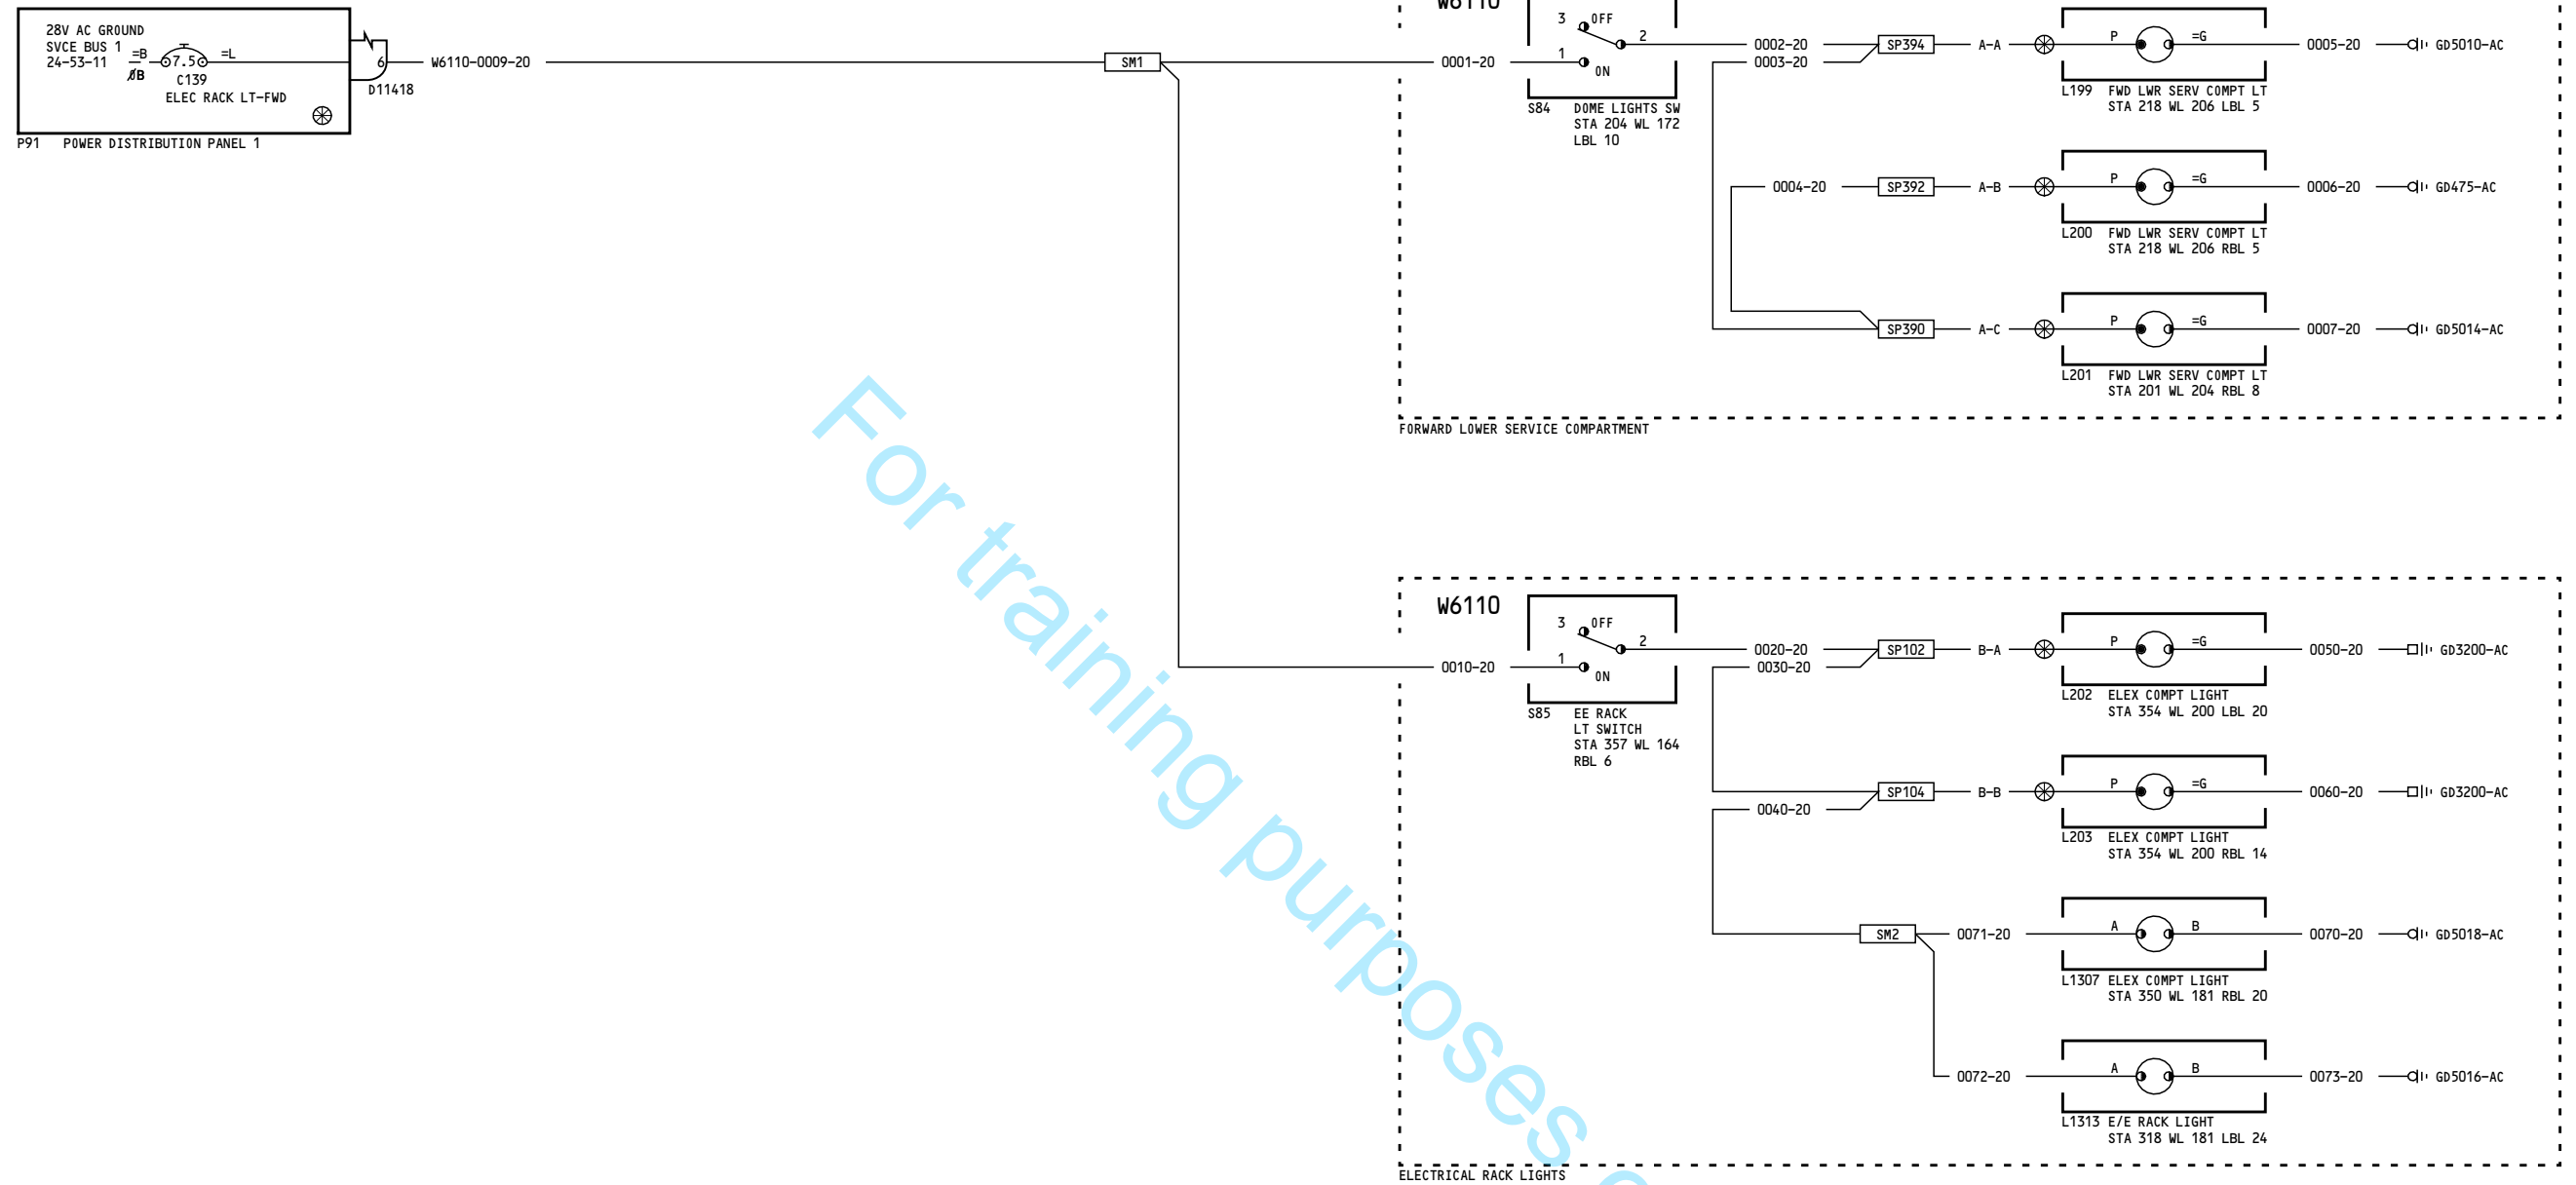 28V AC GROUND
SVCE BUS 1
24-53-11
=B
ØB
7.5
=L
C139
ELEC RACK LT-FWD
6
D11418
P91 POWER DISTRIBUTION PANEL 1
W6110-0009-20
SM1
W6110
0001-20
3 OFF
2
1
ON
S84 DOME LIGHTS SW
STA 204 WL 172
LBL 10
0002-20
0003-20
SP394
A-A
P
=G
0005-20
GD5010-AC
L199 FWD LWR SERV COMPT LT
STA 218 WL 206 LBL 5
0004-20
SP392
A-B
P
=G
0006-20
GD475-AC
L200 FWD LWR SERV COMPT LT
STA 218 WL 206 RBL 5
SP390
A-C
P
=G
0007-20
GD5014-AC
L201 FWD LWR SERV COMPT LT
STA 201 WL 204 RBL 8
FORWARD LOWER SERVICE COMPARTMENT
For training purposes
W6110
0010-20
3 OFF
2
1
ON
S85 EE RACK
LT SWITCH
STA 357 WL 164
RBL 6
0020-20
0030-20
SP102
B-A
P
=G
0050-20
GD3200-AC
L202 ELEX COMPT LIGHT
STA 354 WL 200 LBL 20
SP104
B-B
P
=G
0060-20
GD3200-AC
0040-20
L203 ELEX COMPT LIGHT
STA 354 WL 200 RBL 14
SM2
0071-20
A
B
0070-20
GD5018-AC
L1307 ELEX COMPT LIGHT
STA 350 WL 181 RBL 20
0072-20
A
B
0073-20
GD5016-AC
L1313 E/E RACK LIGHT
STA 318 WL 181 LBL 24
ELECTRICAL RACK LIGHTS